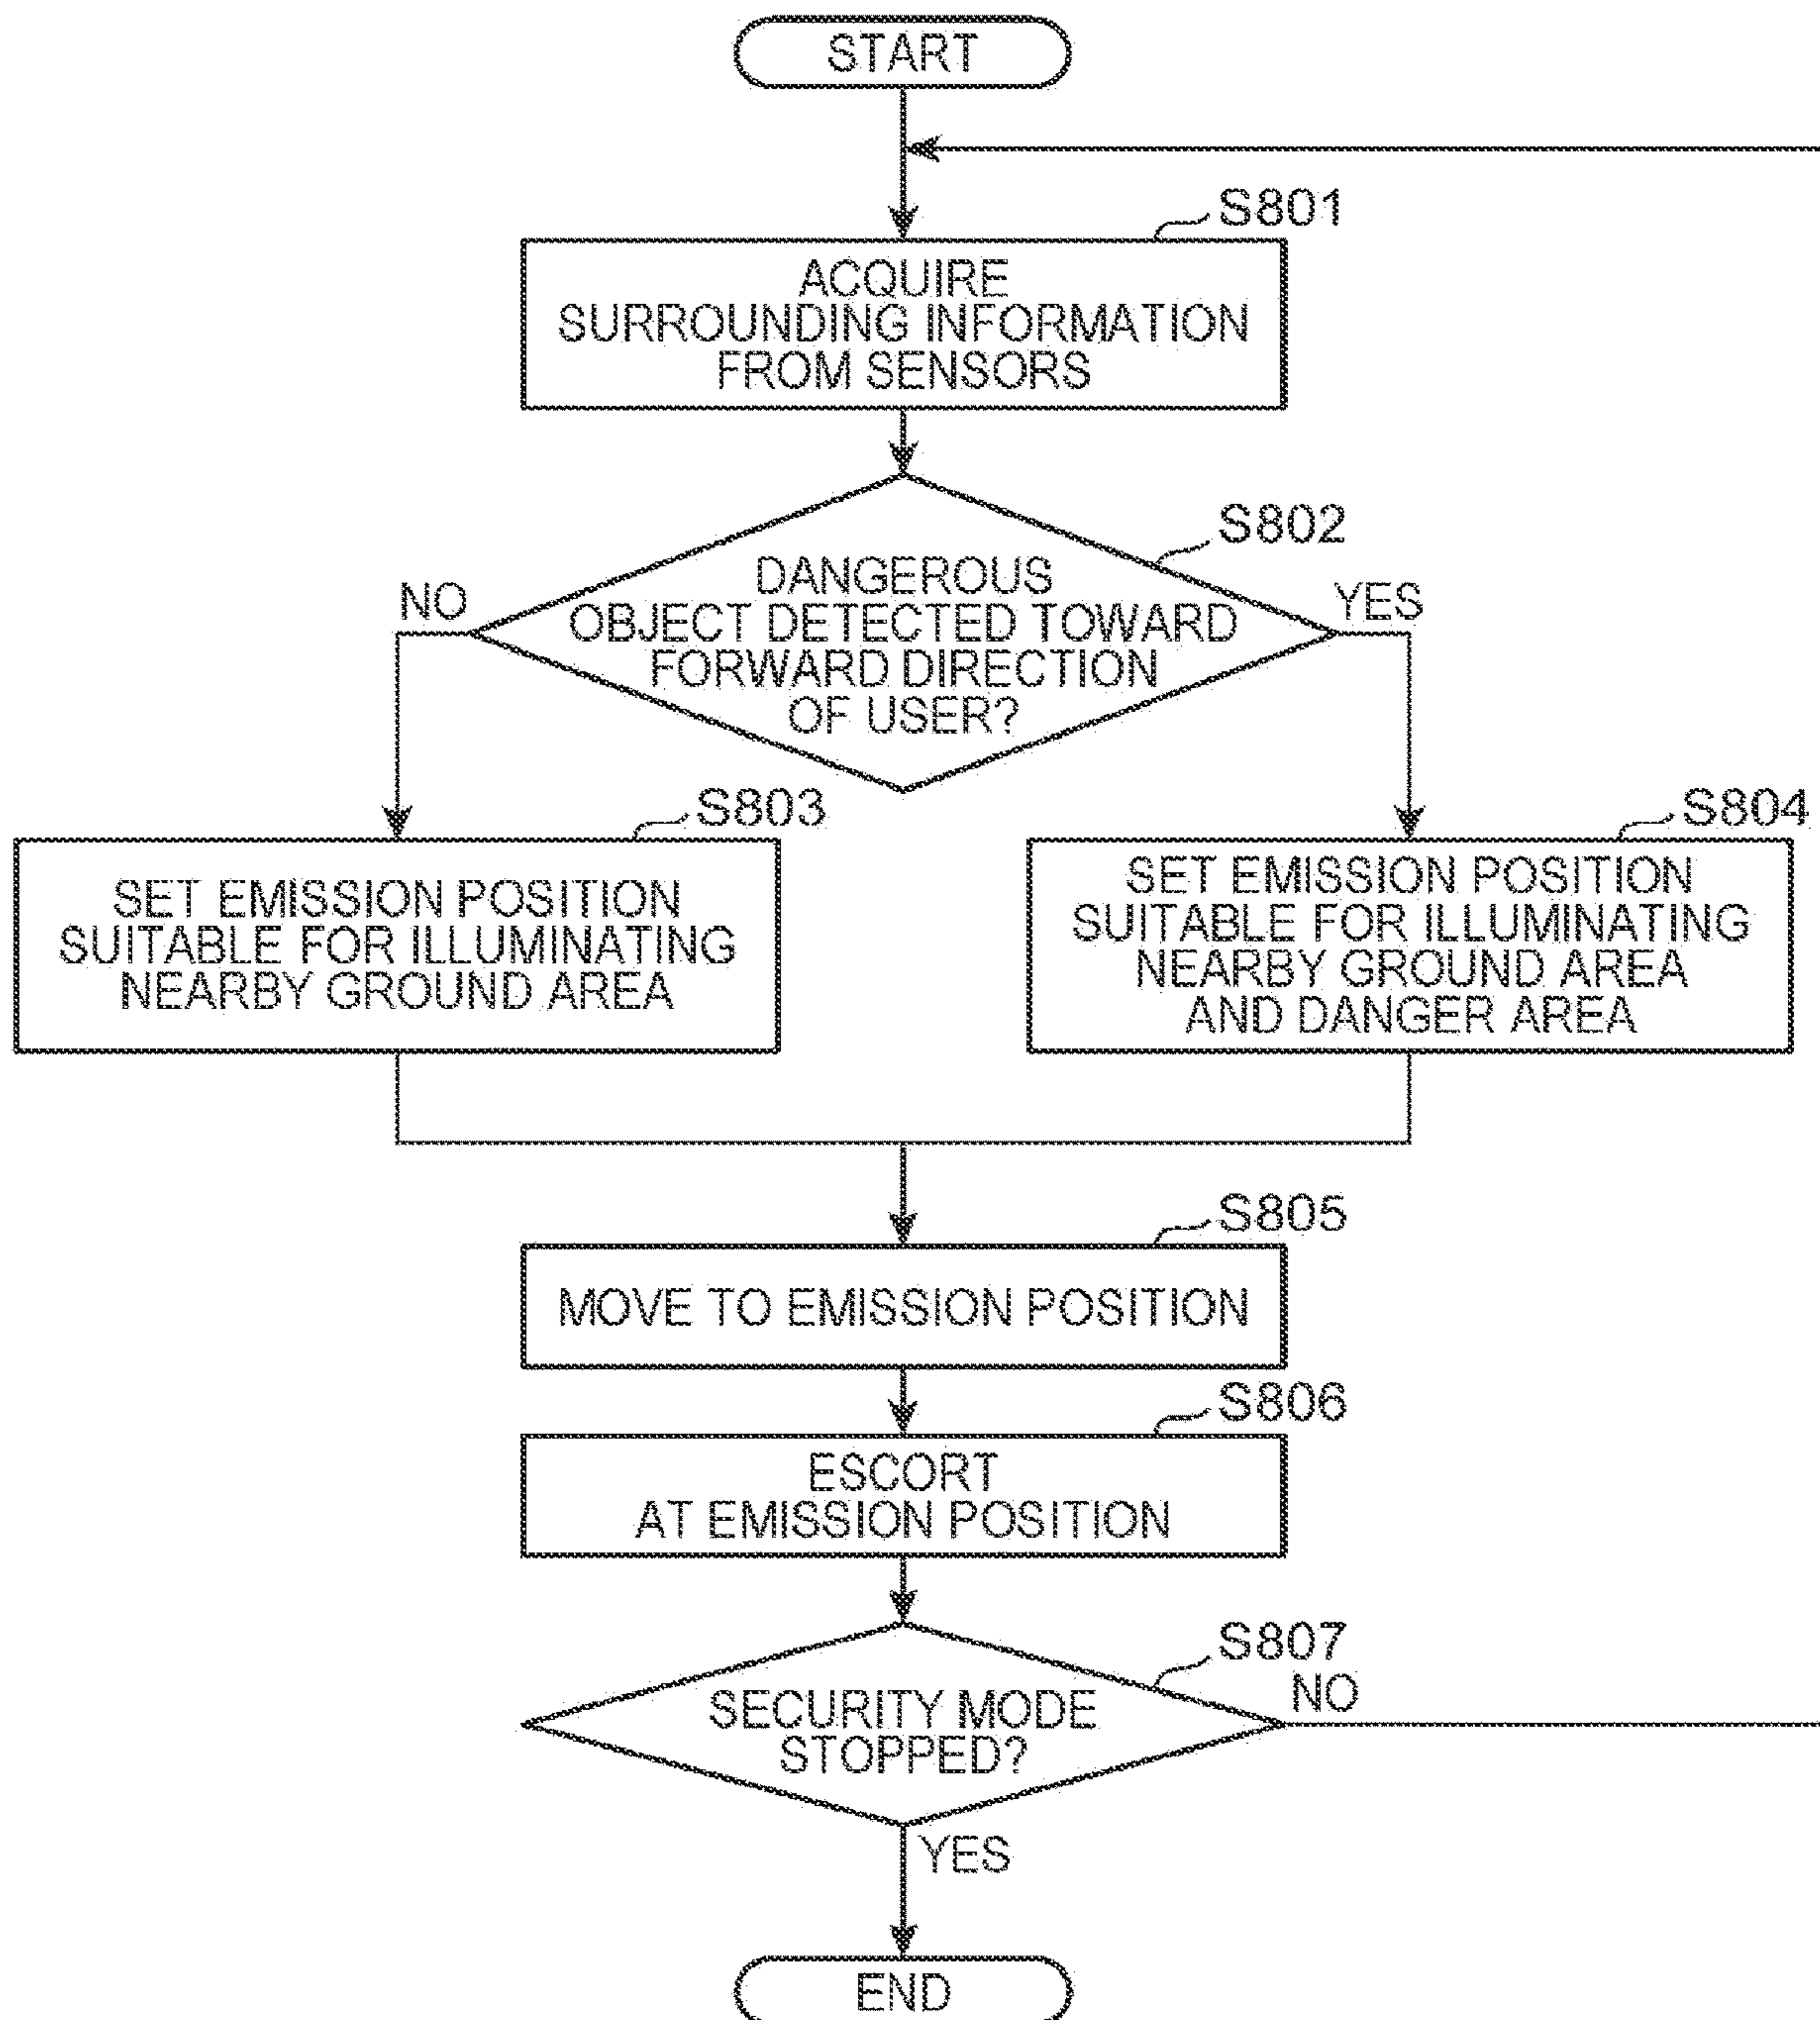 START
S801
ACQUIRE
SURROUNDING INFORMATION
FROM SENSORS
S802
DANGEROUS
OBJECT DETECTED TOWARD
FORWARD DIRECTION
OF USER?
NO
YES
S803
SET EMISSION POSITION
SUITABLE FOR ILLUMINATING
NEARBY GROUND AREA
S804
SET EMISSION POSITION
SUITABLE FOR ILLUMINATING
NEARBY GROUND AREA
AND DANGER AREA
S805
MOVE TO EMISSION POSITION
S806
ESCORT
AT EMISSION POSITION
S807
SECURITY MODE
STOPPED?
NO
YES
END